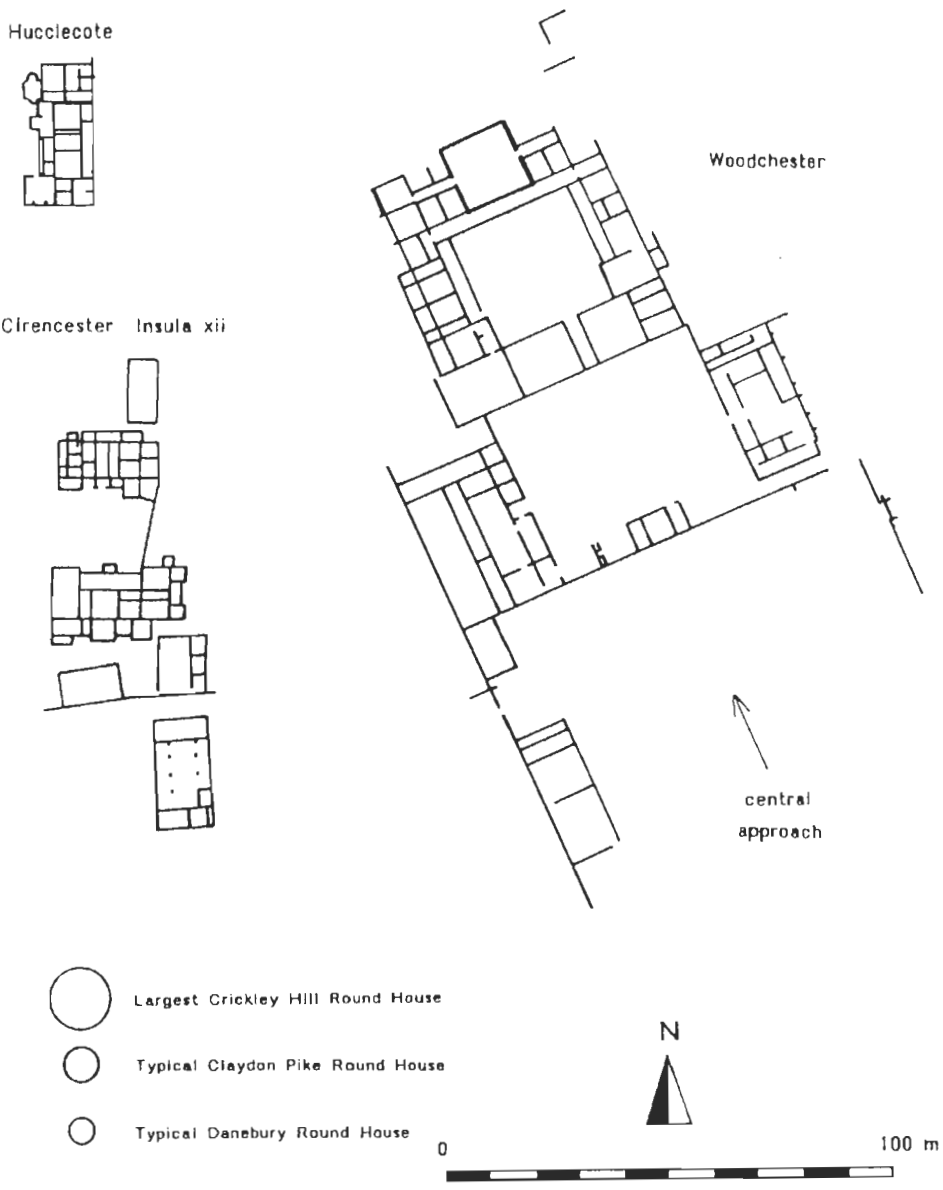 Hucclecote
Woodchester
Cirencester Insula xii
central
approach
Largest Crickley Hill Round House
Typical Claydon Pike Round House
Typical Danebury Round House
N
0
100 m